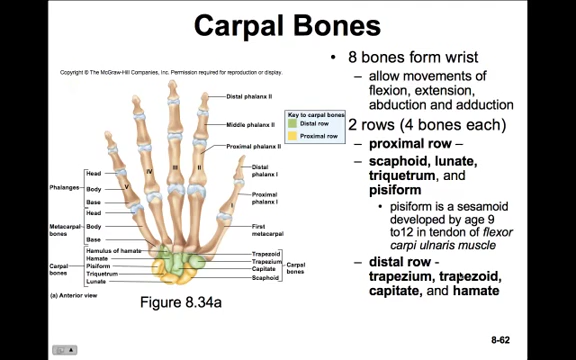 Carpal Bones
Copyright © McGraw-Hill Companies, Inc. Permission required for reproduction or display.
Distal phalanx II
Middle phalanx II
Proximal phalanx II
Key to carpal bones
Distal row
Proximal row
Distal
phalanx I
Proximal
phalanx I
First
metacarpal
I
II
III
IV
V
Phalanges
Head
Body
Base
Metacarpal
bones
Head
Body
Base
Carpal
bones
Hamulus of hamate
Hamate
Pisiform
Triquetrum
Lunate
Trapezoid
Trapezium
Capitate
Scaphoid
Carpal
bones
(a) Anterior view
Figure 8.34a
• 8 bones form wrist
– allow movements of
flexion, extension,
abduction and adduction
2 rows (4 bones each)
– proximal row –
– scaphoid, lunate,
triquetrum, and
pisiform
• pisiform is a sesamoid
developed by age 9
to12 in tendon of flexor
carpi ulnaris muscle
– distal row -
trapezium, trapezoid,
capitate, and hamate
8-62